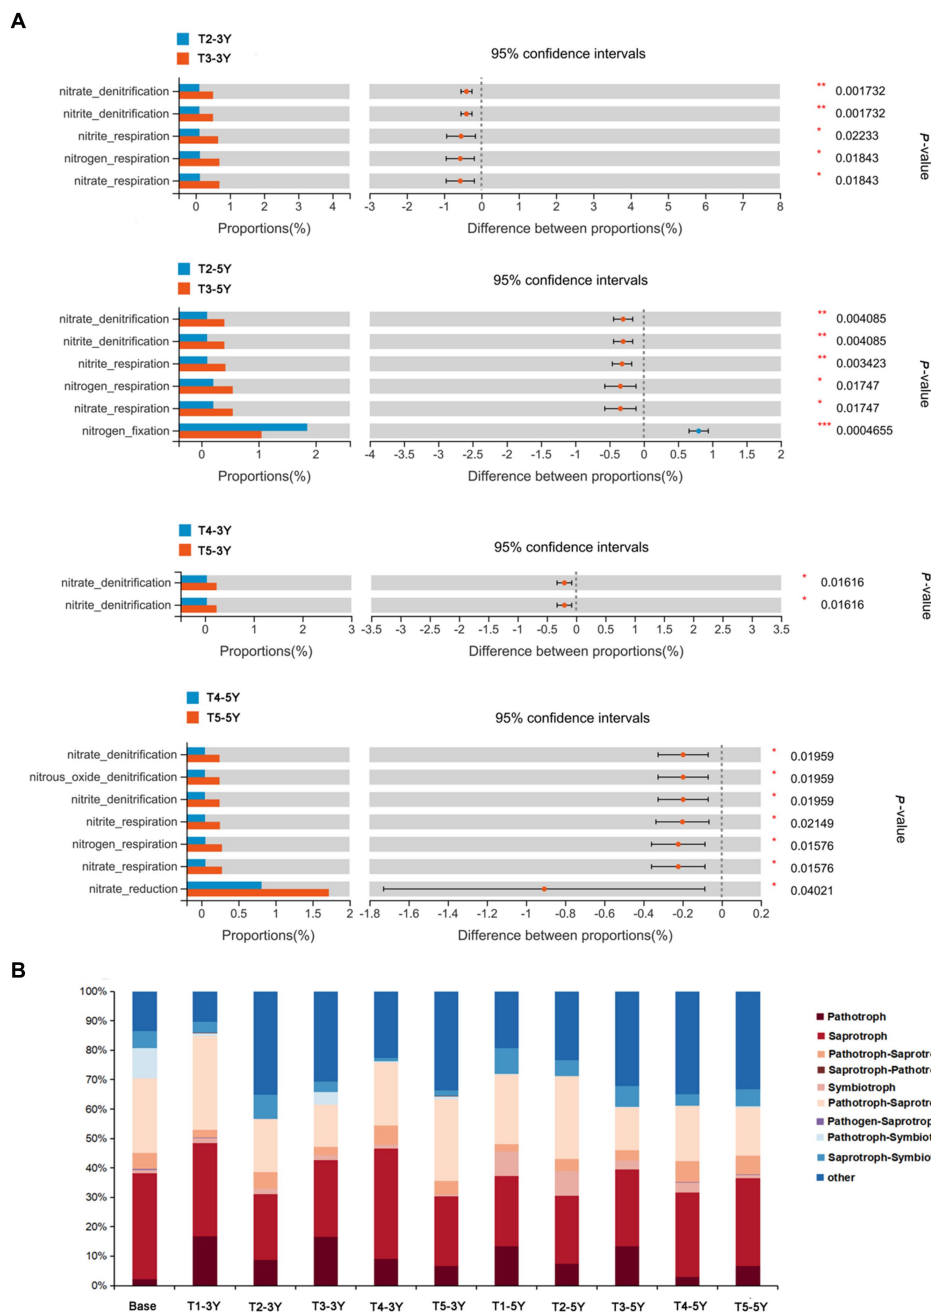 A
T2-3Y
T3-3Y
95% confidence intervals
nitrate_denitrification
** 0.001732
nitrite_denitrification
** 0.001732
nitrite_respiration
* 0.02233
nitrogen_respiration
* 0.01843
nitrate_respiration
* 0.01843
P-value
0 1 2 3 4
-3 -2 -1 0 1 2 3 4 5 6 7 8
Proportions(%)
Difference between proportions(%)
T2-5Y
T3-5Y
95% confidence intervals
nitrate_denitrification
** 0.004085
nitrite_denitrification
** 0.004085
nitrite_respiration
** 0.003423
nitrogen_respiration
* 0.01747
nitrate_respiration
* 0.01747
nitrogen_fixation
*** 0.0004655
P-value
0 1 2
-4 -3.5 -3 -2.5 -2 -1.5 -1 -0.5 0 0.5 1 1.5 2
Proportions(%)
Difference between proportions(%)
T4-3Y
T5-3Y
95% confidence intervals
nitrate_denitrification
* 0.01616
nitrite_denitrification
* 0.01616
P-value
0 1 2 3
-3.5 -3 -2.5 -2 -1.5 -1 -0.5 0 0.5 1 1.5 2 2.5 3 3.5
Proportions(%)
Difference between proportions(%)
T4-5Y
T5-5Y
95% confidence intervals
nitrate_denitrification
* 0.01959
nitrous_oxide_denitrification
* 0.01959
nitrite_denitrification
* 0.01959
nitrite_respiration
* 0.02149
nitrogen_respiration
* 0.01576
nitrate_respiration
* 0.01576
nitrate_reduction
* 0.04021
P-value
0 0.5 1 1.5 2
-1.8 -1.6 -1.4 -1.2 -1 -0.8 -0.6 -0.4 -0.2 0 0.2
Proportions(%)
Difference between proportions(%)
B
100%
90%
80%
70%
60%
50%
40%
30%
20%
10%
0%
Base T1-3Y T2-3Y T3-3Y T4-3Y T5-3Y T1-5Y T2-5Y T3-5Y T4-5Y T5-5Y
Pathotroph
Saprotroph
Pathotroph-Saprotro
Saprotroph-Pathotro
Symbiotroph
Pathotroph-Saprotro
Pathogen-Saprotrop
Pathotroph-Symbiot
Saprotroph-Symbiot
other